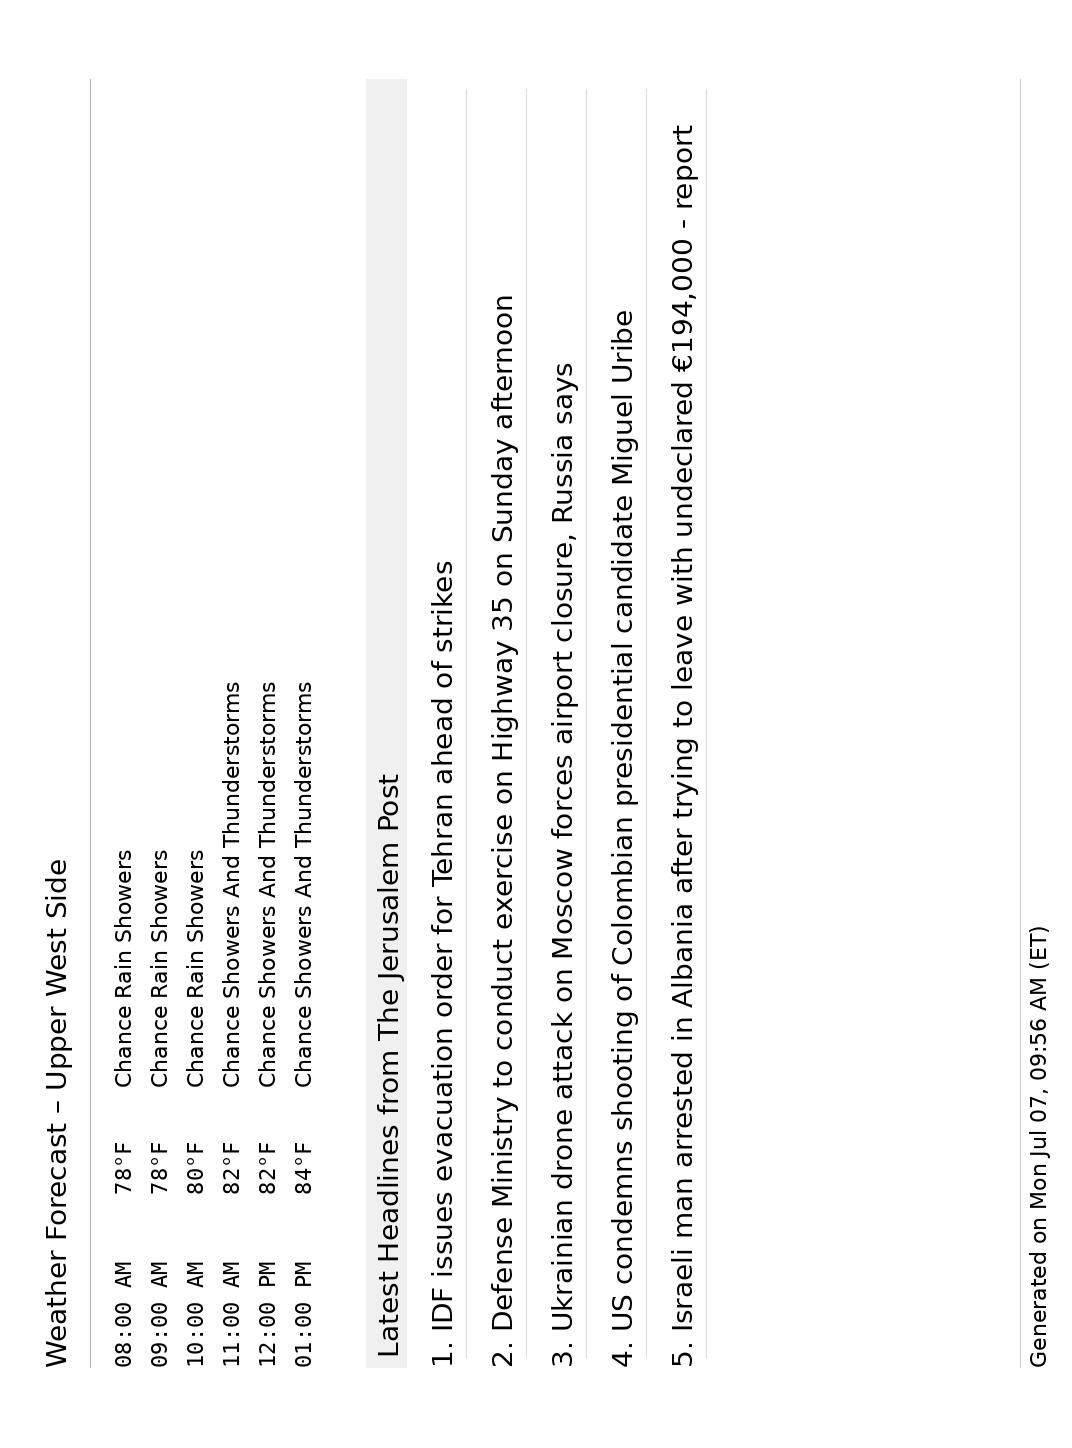 Weather Forecast – Upper West Side
08:00 AM 78°F Chance Rain Showers
09:00 AM 78°F Chance Rain Showers
10:00 AM 80°F Chance Rain Showers
11:00 AM 82°F Chance Showers And Thunderstorms
12:00 PM 82°F Chance Showers And Thunderstorms
01:00 PM 84°F Chance Showers And Thunderstorms
Latest Headlines from The Jerusalem Post
1. IDF issues evacuation order for Tehran ahead of strikes
2. Defense Ministry to conduct exercise on Highway 35 on Sunday afternoon
3. Ukrainian drone attack on Moscow forces airport closure, Russia says
4. US condemns shooting of Colombian presidential candidate Miguel Uribe
5. Israeli man arrested in Albania after trying to leave with undeclared €194,000 - report
Generated on Mon Jul 07, 09:56 AM (ET)